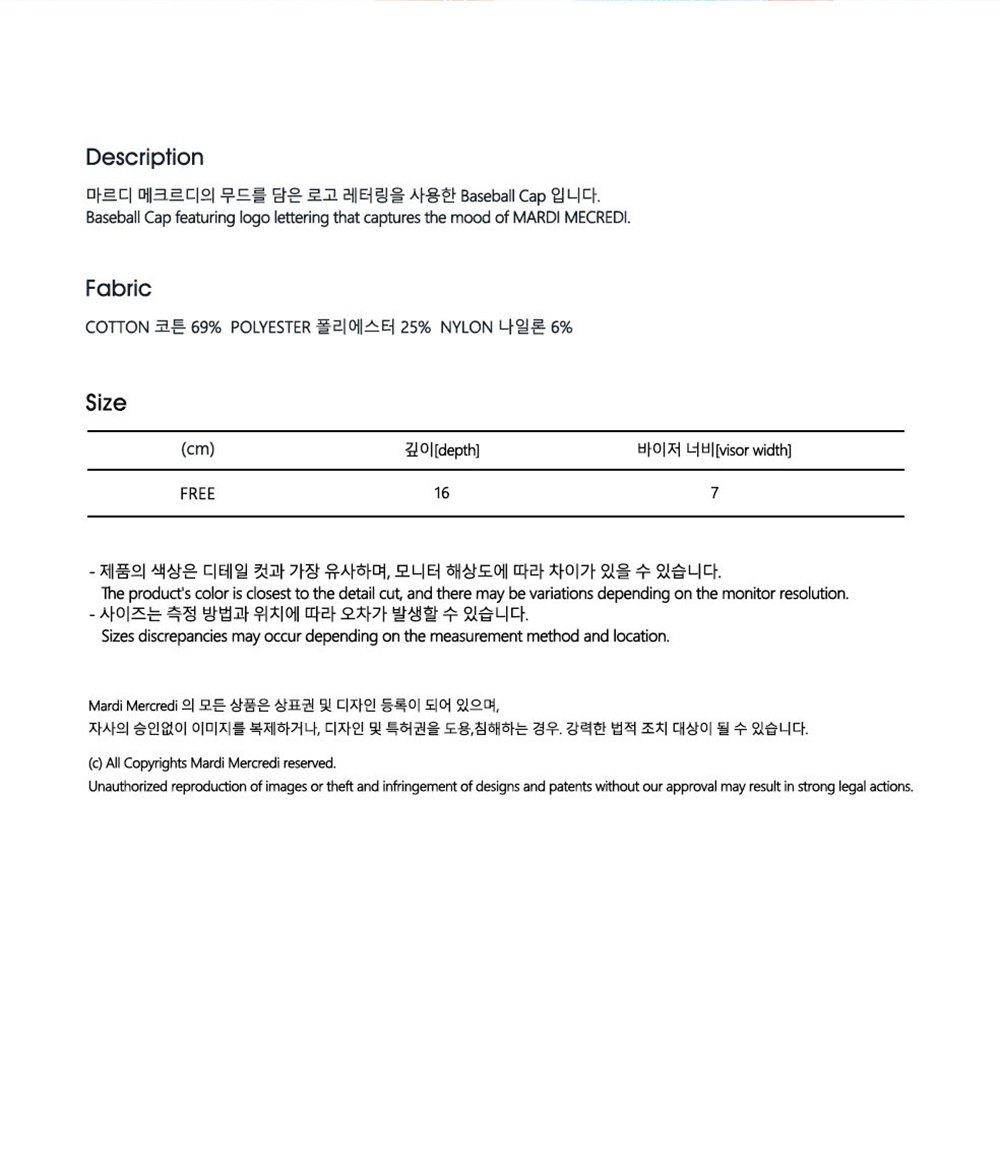 Description
마르디 메크르디의 무드를 담은 로고 레터링을 사용한 Baseball Cap 입니다.
Baseball Cap featuring logo lettering that captures the mood of MARDI MECREDI.
Fabric
COTTON 코튼 69% POLYESTER 폴리에스터 25% NYLON 나일론 6%
Size
(cm) 깊이[depth] 바이저 너비[visor width]
FREE 16 7
- 제품의 색상은 디테일 컷과 가장 유사하며, 모니터 해상도에 따라 차이가 있을 수 있습니다.
The product's color is closest to the detail cut, and there may be variations depending on the monitor resolution.
- 사이즈는 측정 방법과 위치에 따라 오차가 발생할 수 있습니다.
Sizes discrepancies may occur depending on the measurement method and location.
Mardi Mercredi 의 모든 상품은 상표권 및 디자인 등록이 되어 있으며,
자사의 승인없이 이미지를 복제하거나, 디자인 및 특허권을 도용,침해하는 경우. 강력한 법적 조치 대상이 될 수 있습니다.
(c) All Copyrights Mardi Mercredi reserved.
Unauthorized reproduction of images or theft and infringement of designs and patents without our approval may result in strong legal actions.